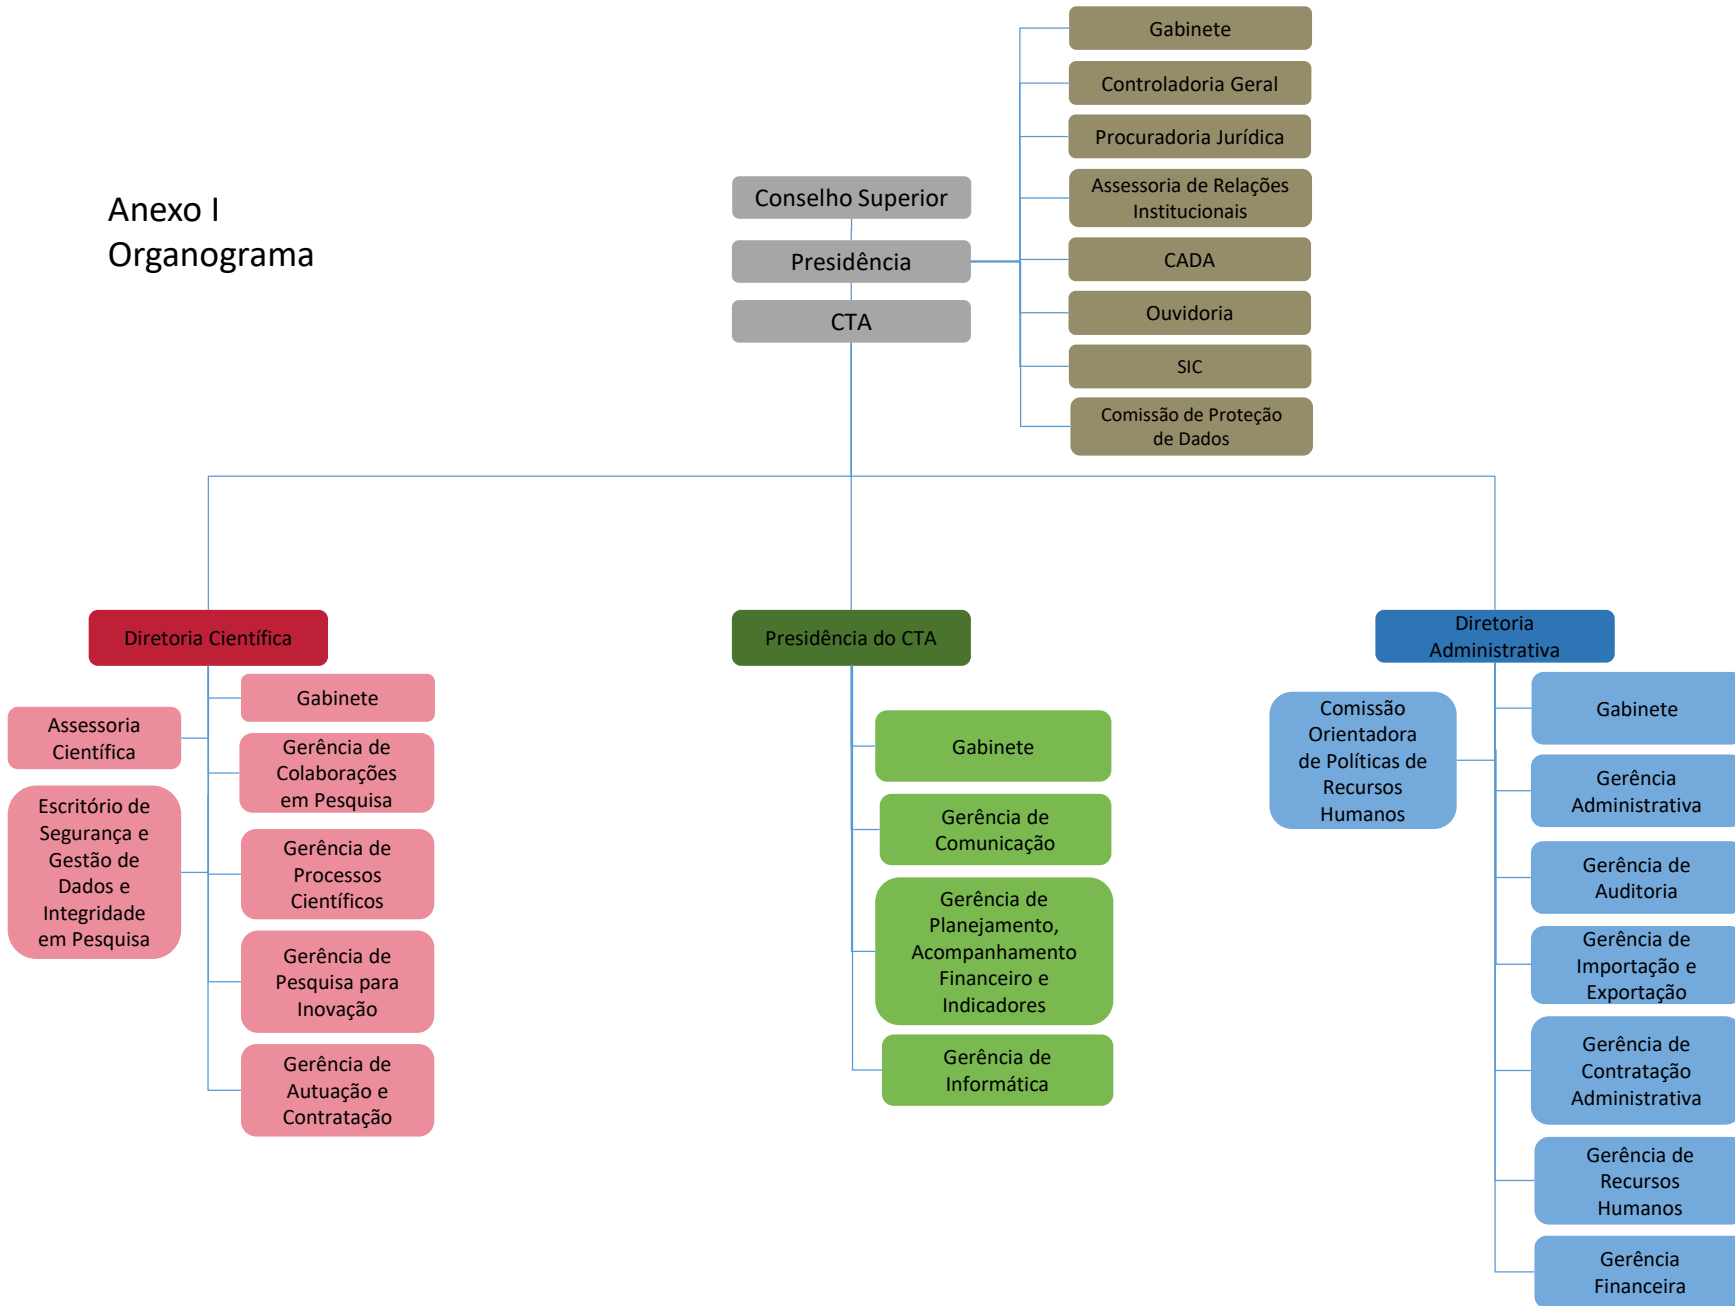 Anexo I
Organograma
Conselho Superior
Presidência
CTA
Gabinete
Controladoria Geral
Procuradoria Jurídica
Assessoria de Relações
Institucionais
CADA
Ouvidoria
SIC
Comissão de Proteção
de Dados
Diretoria Científica
Assessoria
Científica
Escritório de
Segurança e
Gestão de
Dados e
Integridade
em Pesquisa
Gabinete
Gerência de
Colaborações
em Pesquisa
Gerência de
Processos
Científicos
Gerência de
Pesquisa para
Inovação
Gerência de
Autuação e
Contratação
Presidência do CTA
Gabinete
Gerência de
Comunicação
Gerência de
Planejamento,
Acompanhamento
Financeiro e
Indicadores
Gerência de
Informática
Diretoria
Administrativa
Comissão
Orientadora
de Políticas de
Recursos
Humanos
Gabinete
Gerência
Administrativa
Gerência de
Auditoria
Gerência de
Importação e
Exportação
Gerência de
Contratação
Administrativa
Gerência de
Recursos
Humanos
Gerência
Financeira